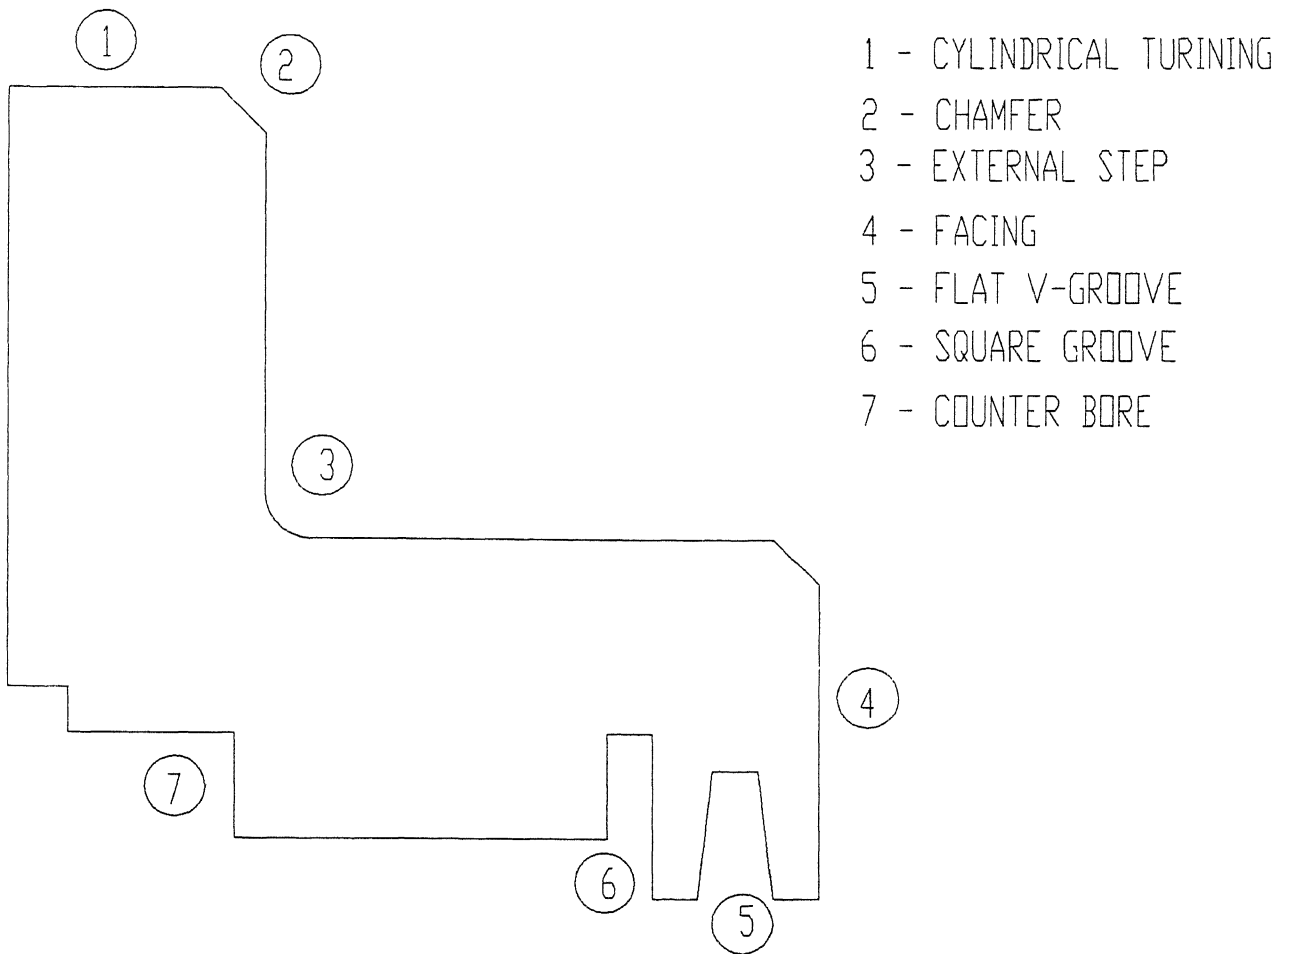 1
2
3
4
5
6
7
1 - CYLINDRICAL TURINING
2 - CHAMFER
3 - EXTERNAL STEP
4 - FACING
5 - FLAT V-GROOVE
6 - SQUARE GROOVE
7 - COUNTER BORE